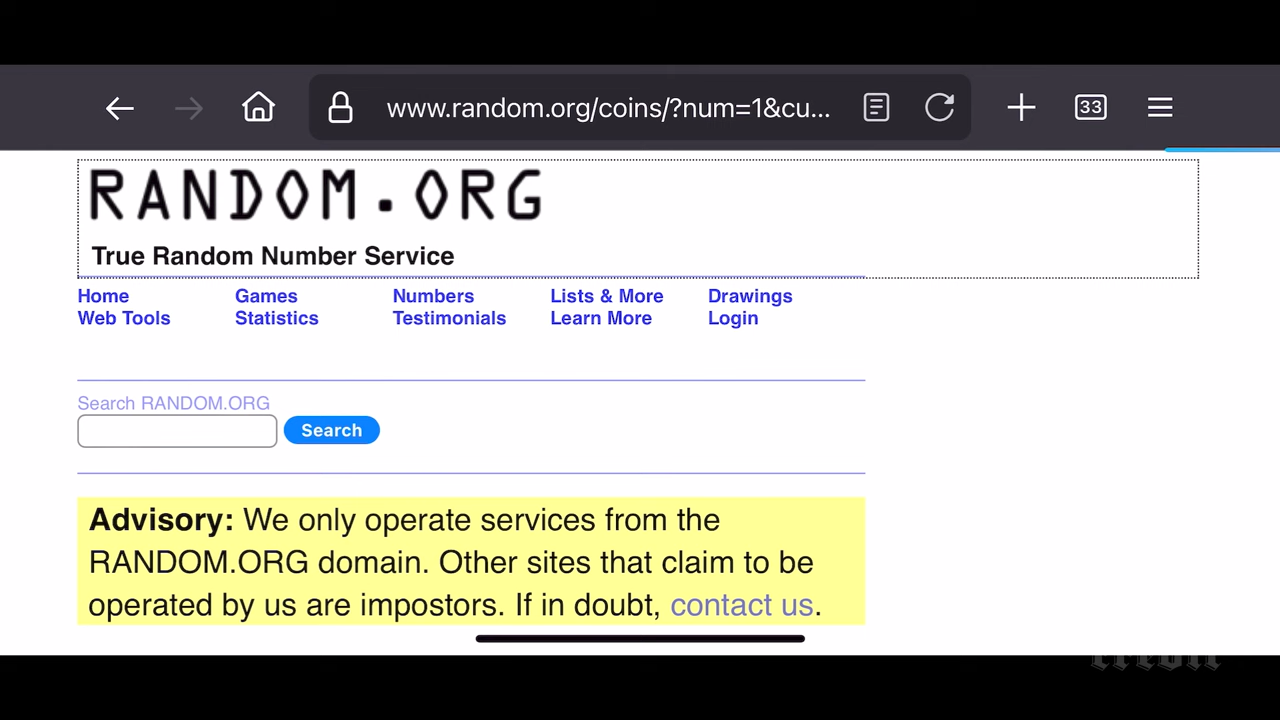 www.random.org/coins/?num=1&cu...
33
RANDOM.ORG
True Random Number Service
Home Games Numbers Lists & More Drawings
Web Tools Statistics Testimonials Learn More Login
Search RANDOM.ORG
Search
Advisory: We only operate services from the
RANDOM.ORG domain. Other sites that claim to be
operated by us are impostors. If in doubt, contact us.